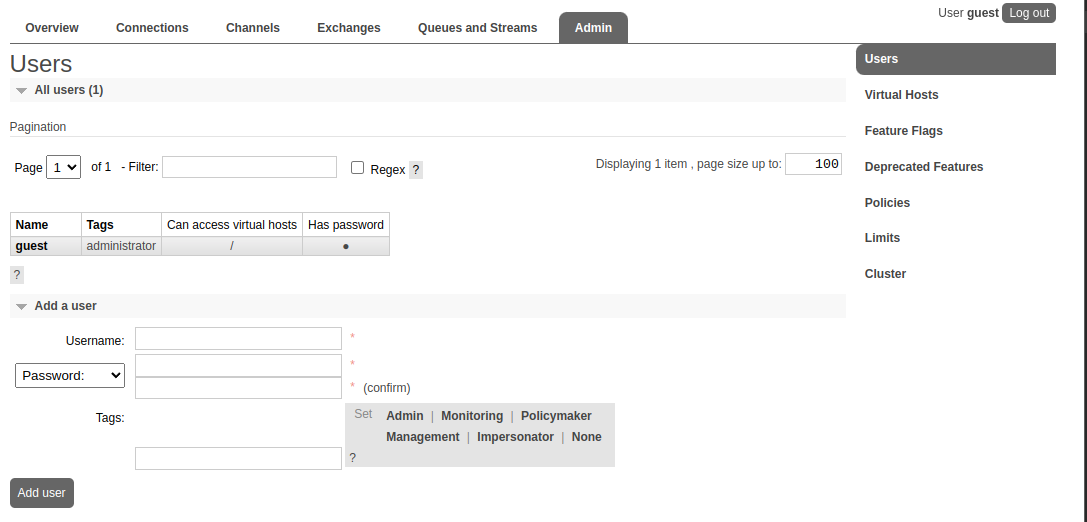 User guest Log out
Overview Connections Channels Exchanges Queues and Streams Admin
Users
All users (1)
Pagination
Page 1 of 1 - Filter: Regex ? Displaying 1 item , page size up to: 100
Name Tags Can access virtual hosts Has password
guest administrator / ●
?
Add a user
Username: *
Password: *
* (confirm)
Tags: Set Admin | Monitoring | Policymaker
Management | Impersonator | None
?
Add user
Users
Virtual Hosts
Feature Flags
Deprecated Features
Policies
Limits
Cluster